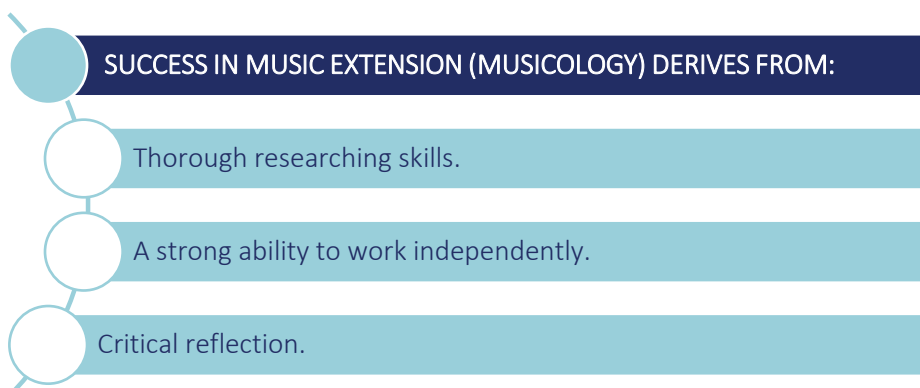 SUCCESS IN MUSIC EXTENSION (MUSICOLOGY) DERIVES FROM:
Thorough researching skills.
A strong ability to work independently.
Critical reflection.